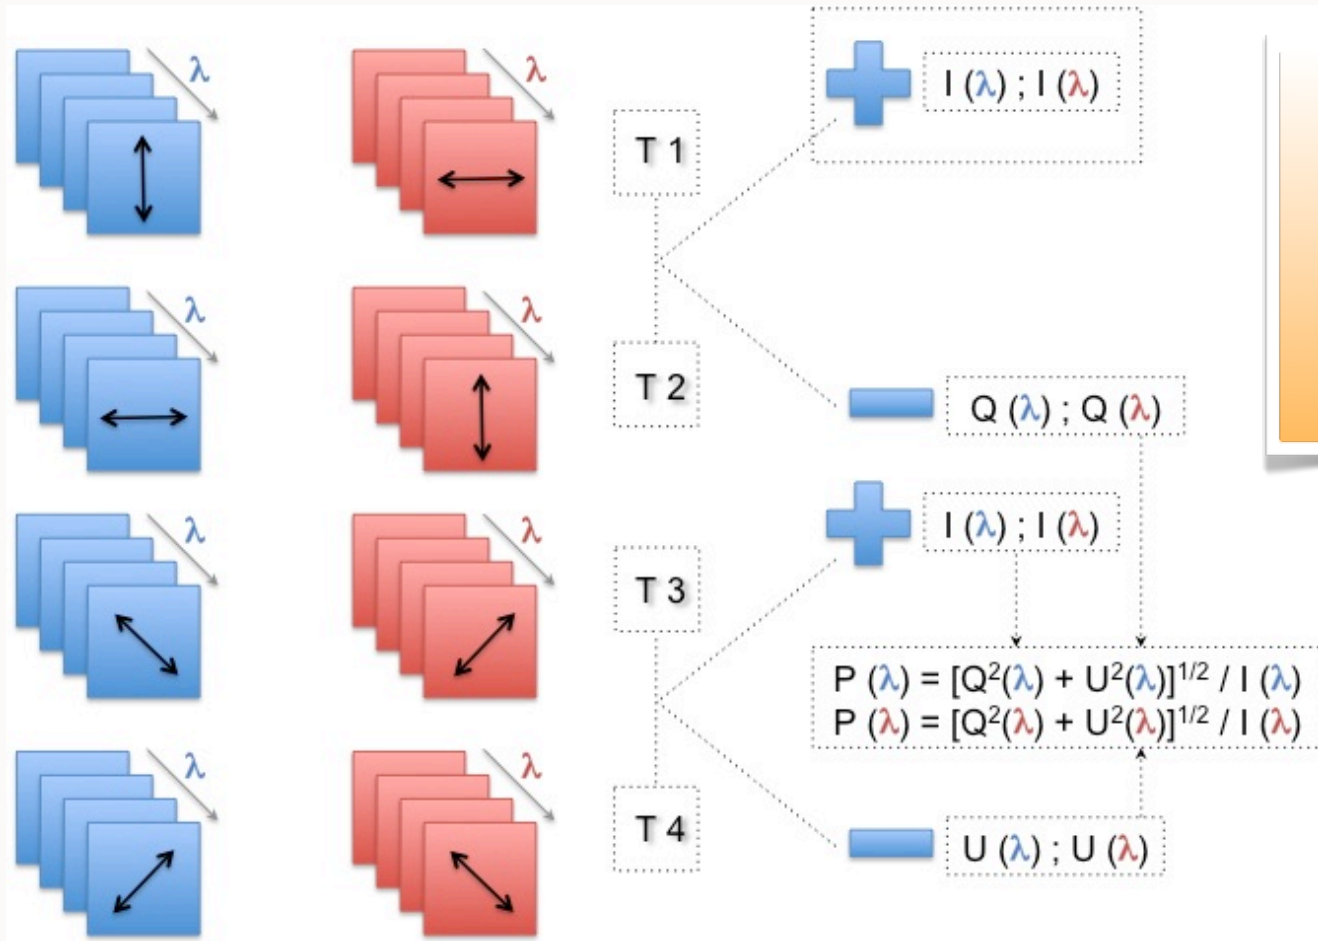 λ
λ
T 1
I (λ) ; I (λ)
λ
λ
T 2
Q (λ) ; Q (λ)
λ
λ
T 3
I (λ) ; I (λ)
P (λ) = [Q²(λ) + U²(λ)]¹/² / I (λ)
P (λ) = [Q²(λ) + U²(λ)]¹/² / I (λ)
λ
λ
T 4
U (λ) ; U (λ)